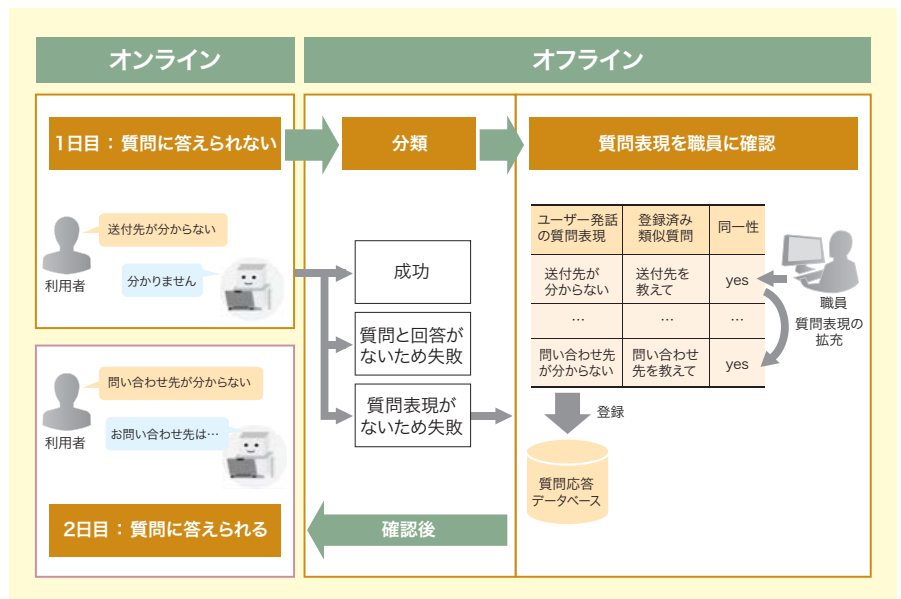 オンライン
オフライン
1日目：質問に答えられない
分類
質問表現を職員に確認
送付先が分からない
利用者
分かりません
成功
質問と回答が
ないため失敗
質問表現が
ないため失敗
ユーザー発話
の質問表現
登録済み
類似質問
同一性
送付先が
分からない
送付先を
教えて
yes
…
…
…
問い合わせ先
が分からない
問い合わせ
先を教えて
yes
職員
質問表現の
拡充
登録
質問応答
データベース
問い合わせ先が分からない
利用者
お問い合わせ先は…
2日目：質問に答えられる
確認後